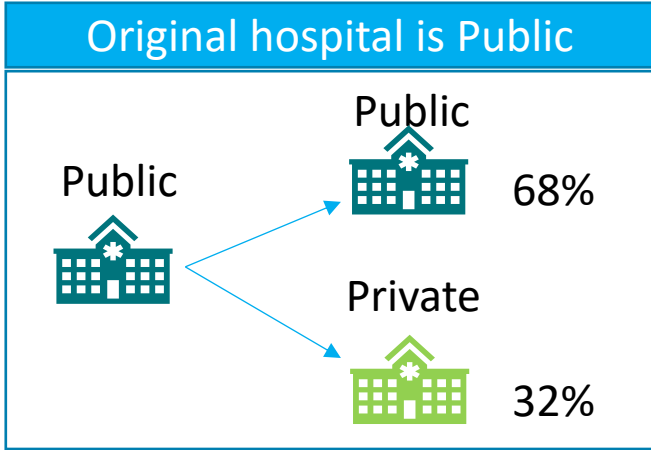 Original hospital is Public
Public
Public
68%
Private
32%